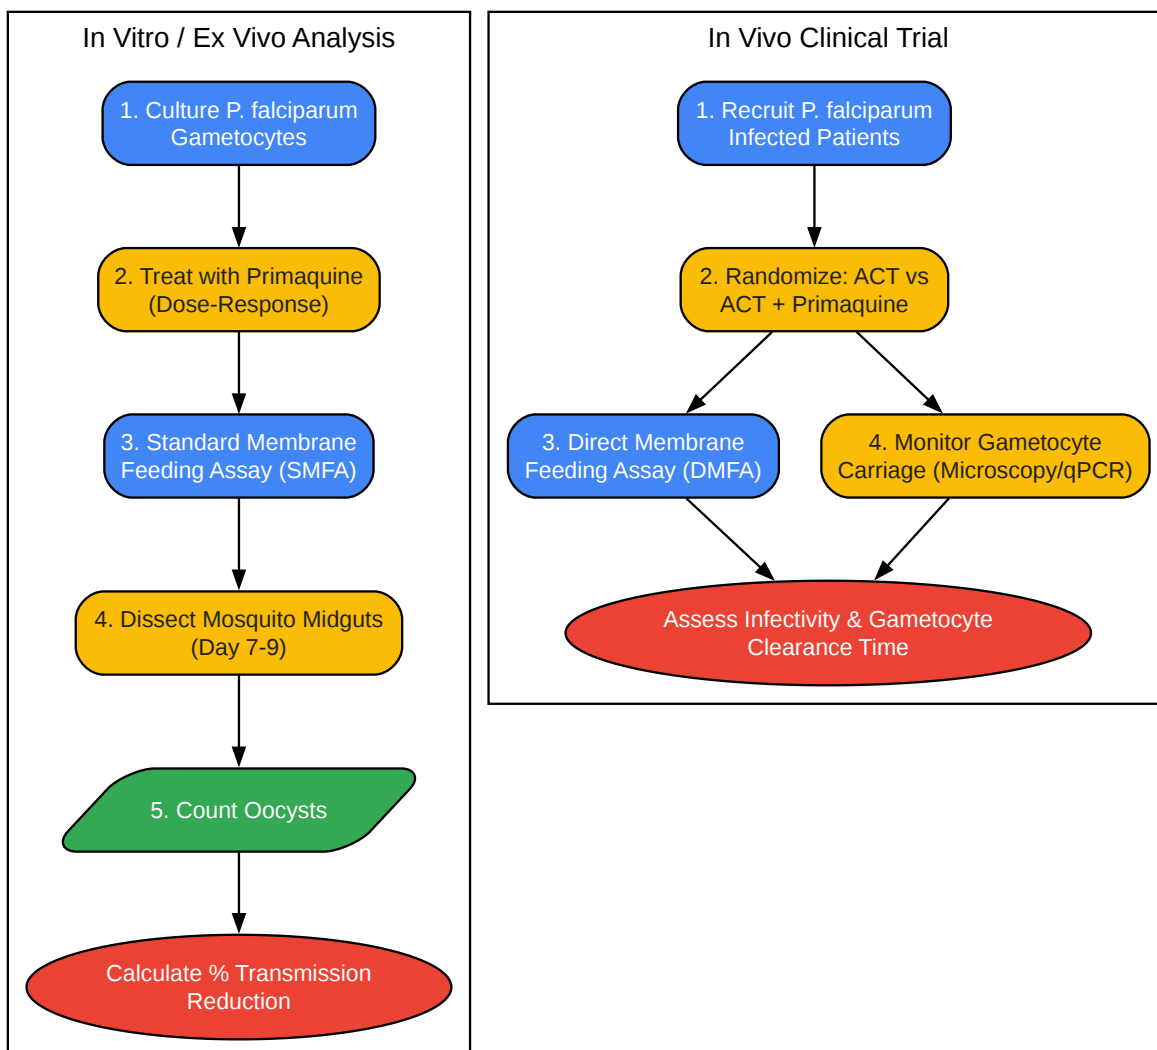 In Vitro / Ex Vivo Analysis
1. Culture P. falciparum
Gametocytes
2. Treat with Primaquine
(Dose-Response)
3. Standard Membrane
Feeding Assay (SMFA)
4. Dissect Mosquito Midguts
(Day 7-9)
5. Count Oocysts
Calculate % Transmission
Reduction
In Vivo Clinical Trial
1. Recruit P. falciparum
Infected Patients
2. Randomize: ACT vs
ACT + Primaquine
3. Direct Membrane
Feeding Assay (DMFA)
4. Monitor Gametocyte
Carriage (Microscopy/qPCR)
Assess Infectivity & Gametocyte
Clearance Time